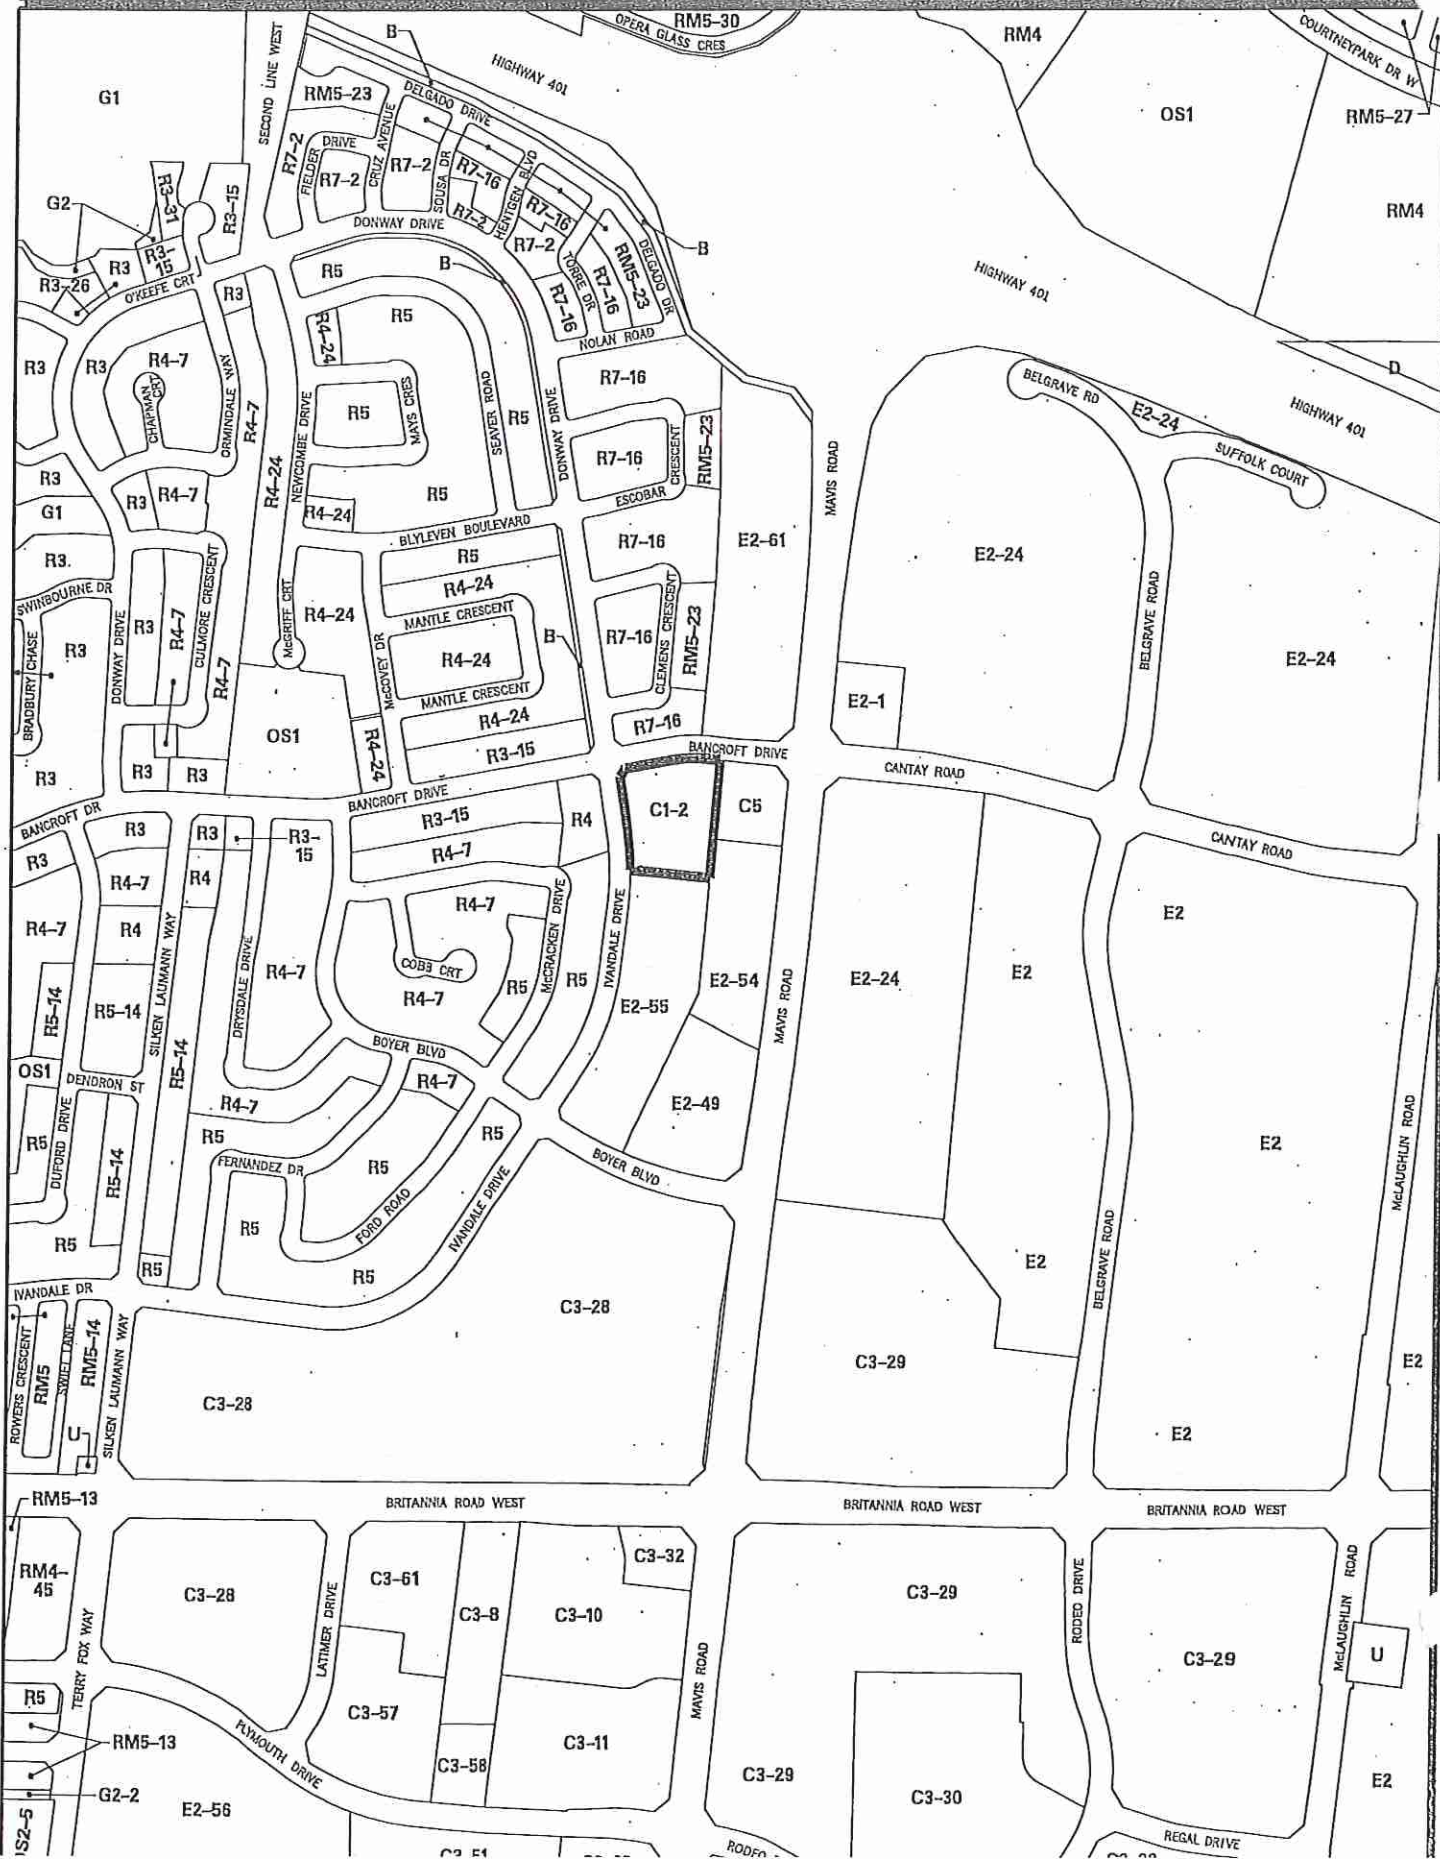 RM5-30
OPERA GLASS CRES
B
HIGHWAY 401
RM4
COURTNEYPARK DR W
SECOND LINE WEST
G1
RM5-23
DELGADO DRIVE
OS1
RM5-27
R7-2
FIELDER DRIVE
CRUZ AVENUE
R7-2
R7-2
SOUSA DR
R7-16
HENTGEN BLVD
R3-31
R3-15
G2
R7-2
R7-16
RM4
DONWAY DRIVE
R7-2
TORRE DR
R7-16
RM5-23
DELGADO DR
B
R3
R3-15
R3-26
O'KEEFE CRT
R3
R5
B
HIGHWAY 401
R7-16
R4-24
R5
NOLAN ROAD
R3
R3
R4-7
CHAPMAN CRT
ORMINDALE WAY
R4-7
R5
MAYS CRES
SEAVER ROAD
R5
R7-16
D
BELGRAVE RD
E2-24
HIGHWAY 401
NEWCOMBE DRIVE
DONWAY DRIVE
R7-16
CRESCENT
RM5-23
MAVIS ROAD
SUFFOLK COURT
R3
R3
R4-7
R4-24
R5
ESCOBAR
G1
R4-24
BLYLEVEN BOULEVARD
R7-16
E2-61
E2-24
R3.
R5
SWINBOURNE DR
R4-24
R3
R4-7
CULMORE CRESCENT
McGRIFF CRT
R4-24
MANTLE CRESCENT
B
R7-16
CLEMENS CRESCENT
RM5-23
BELGRAVE ROAD
R3
DONWAY DRIVE
BRADBURY CHASE
R4-7
McCOVEY DR
R4-24
E2-24
MANTLE CRESCENT
E2-1
OS1
R4-24
R4-24
R7-16
R3-15
BANCROFT DRIVE
R3
R3
R3
CANTAY ROAD
BANCROFT DRIVE
C1-2
C5
BANCROFT DR
R3
R3
R3-15
R3-15
R4
R3
R4-7
CANTAY ROAD
R4-7
R4
R4-7
R4-7
R4
McCRACKEN DRIVE
IVANDALE DRIVE
E2
SILKEN LAUMANN WAY
DRYSDALE DRIVE
R4-7
COBB CRT
R4-7
R5
R5
E2-54
E2-24
E2
R5-14
R5-14
E2-55
MAVIS ROAD
R5-14
BOYER BLVD
OS1
DENDRON ST
R4-7
R4-7
E2-49
R5
DUFORD DRIVE
R5-14
R5
R5
E2
McLAUGHLIN ROAD
FERNANDEZ DR
R5
BOYER BLVD
R5
FORD ROAD
IVANDALE DRIVE
R5
R5
R5
E2
BELGRAVE ROAD
IVANDALE DR
C3-28
ROWERS CRESCENT
RM5
RM5-14
SILKEN LAUMANN WAY
C3-29
E2
C3-28
U
E2
RM5-13
BRITANNIA ROAD WEST
BRITANNIA ROAD WEST
BRITANNIA ROAD WEST
RM4-45
C3-28
LATIMER DRIVE
C3-61
C3-8
C3-10
C3-32
C3-29
RODEO DRIVE
McLAUGHLIN ROAD
TERRY FOX WAY
C3-29
U
R5
MAVIS ROAD
C3-57
RM5-13
PLYMOUTH DRIVE
C3-58
C3-11
C3-29
C3-30
E2
G2-2
E2-56
REGAL DRIVE